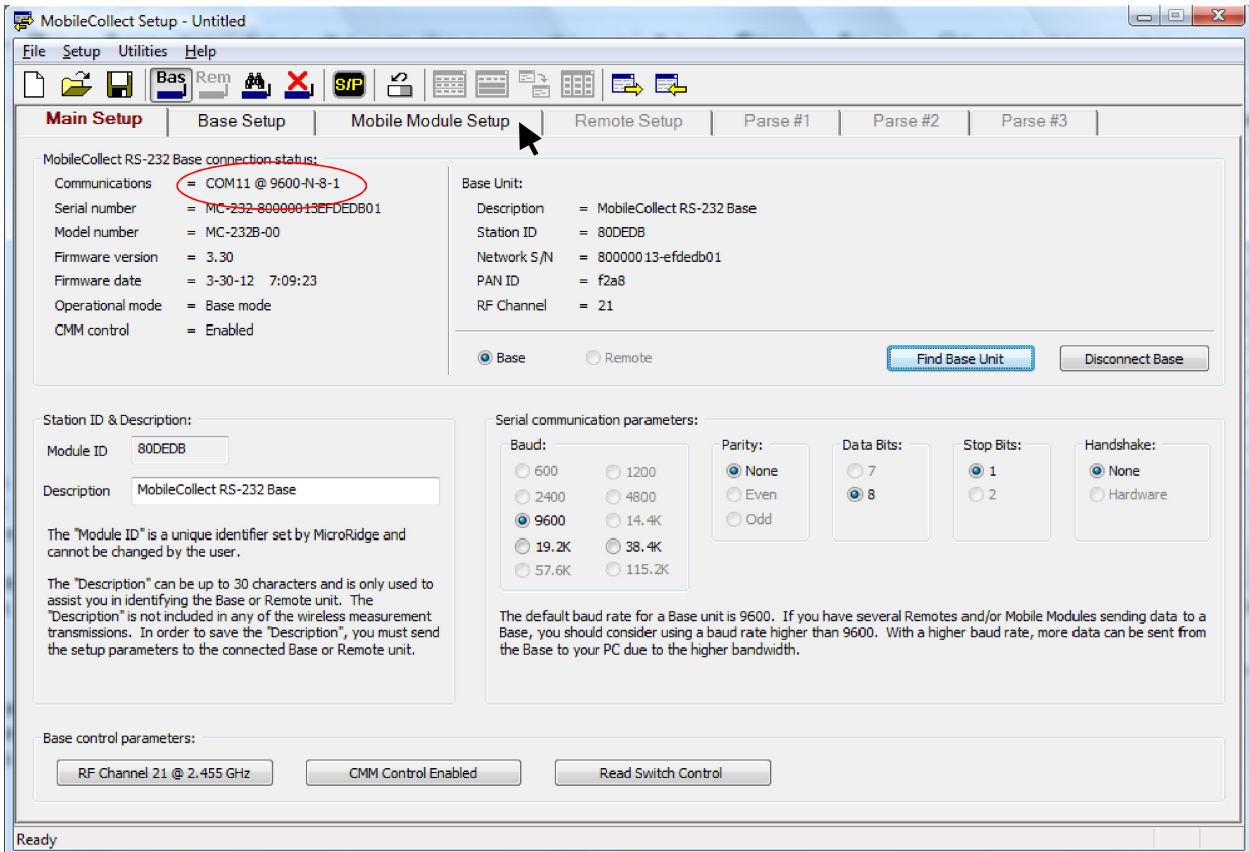 MobileCollect Setup - Untitled
File Setup Utilities Help
Bas Rem S/P
Main Setup Base Setup Mobile Module Setup Remote Setup Parse #1 Parse #2 Parse #3
MobileCollect RS-232 Base connection status:
Communications = COM11 @ 9600-N-8-1
Serial number = MC-232 80000013EFDEDB01
Model number = MC-232B-00
Firmware version = 3.30
Firmware date = 3-30-12 7:09:23
Operational mode = Base mode
CMM control = Enabled
Base Unit:
Description = MobileCollect RS-232 Base
Station ID = 80DEDB
Network S/N = 80000013-efdedb01
PAN ID = f2a8
RF Channel = 21
Base Remote Find Base Unit Disconnect Base
Station ID & Description:
Module ID 80DEDB
Description MobileCollect RS-232 Base
The "Module ID" is a unique identifier set by MicroRidge and
cannot be changed by the user.
The "Description" can be up to 30 characters and is only used to
assist you in identifying the Base or Remote unit. The
"Description" is not included in any of the wireless measurement
transmissions. In order to save the "Description", you must send
the setup parameters to the connected Base or Remote unit.
Serial communication parameters:
Baud:
600 1200
2400 4800
9600 14.4K
19.2K 38.4K
57.6K 115.2K
Parity:
None
Even
Odd
Data Bits:
7
8
Stop Bits:
1
2
Handshake:
None
Hardware
The default baud rate for a Base unit is 9600. If you have several Remotes and/or Mobile Modules sending data to a
Base, you should consider using a baud rate higher than 9600. With a higher baud rate, more data can be sent from
the Base to your PC due to the higher bandwidth.
Base control parameters:
RF Channel 21 @ 2.455 GHz CMM Control Enabled Read Switch Control
Ready